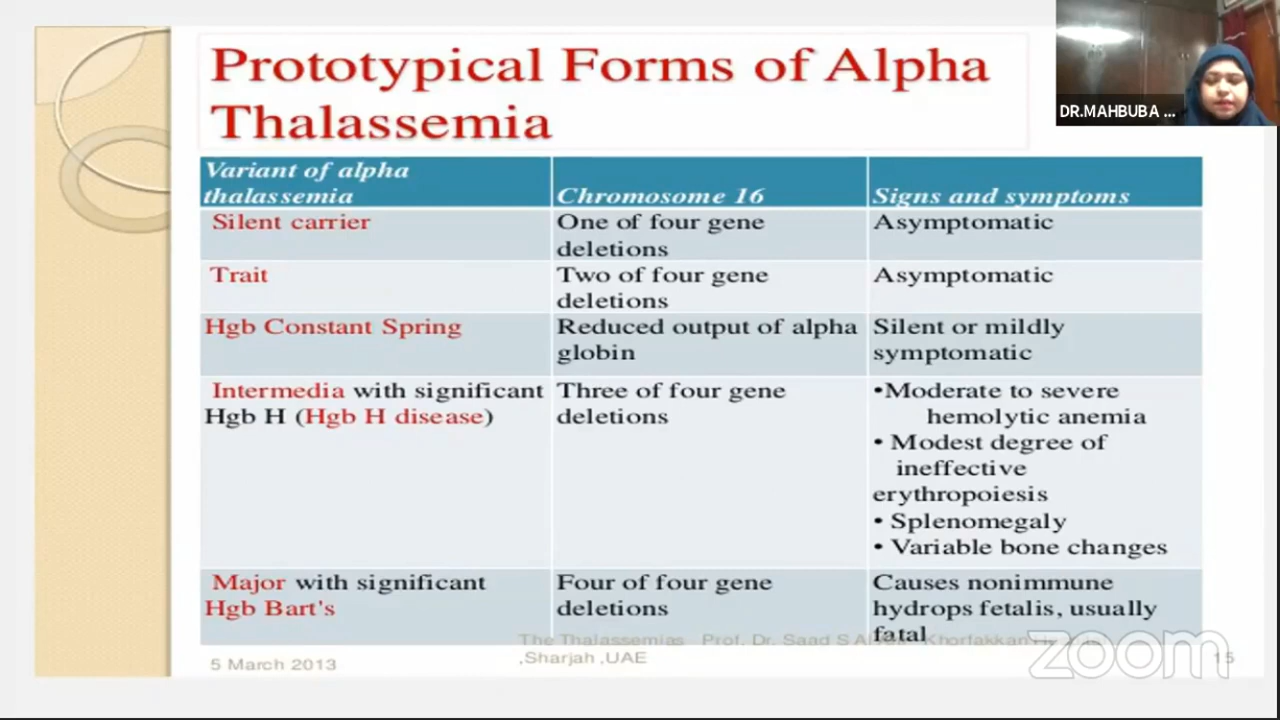 Prototypical Forms of Alpha
Thalassemia
DR.MAHBUBA ...
Variant of alpha
thalassemia
Chromosome 16
Signs and symptoms
Silent carrier
One of four gene
deletions
Asymptomatic
Trait
Two of four gene
deletions
Asymptomatic
Hgb Constant Spring
Reduced output of alpha
globin
Silent or mildly
symptomatic
Intermedia with significant
Hgb H (Hgb H disease)
Three of four gene
deletions
•Moderate to severe
hemolytic anemia
• Modest degree of
ineffective
erythropoiesis
• Splenomegaly
• Variable bone changes
Major with significant
Hgb Bart's
Four of four gene
deletions
Causes nonimmune
hydrops fetalis, usually
fatal
The Thalassemias Prof. Dr. Saad S
,Sharjah ,UAE
5 March 2013
15
zoom